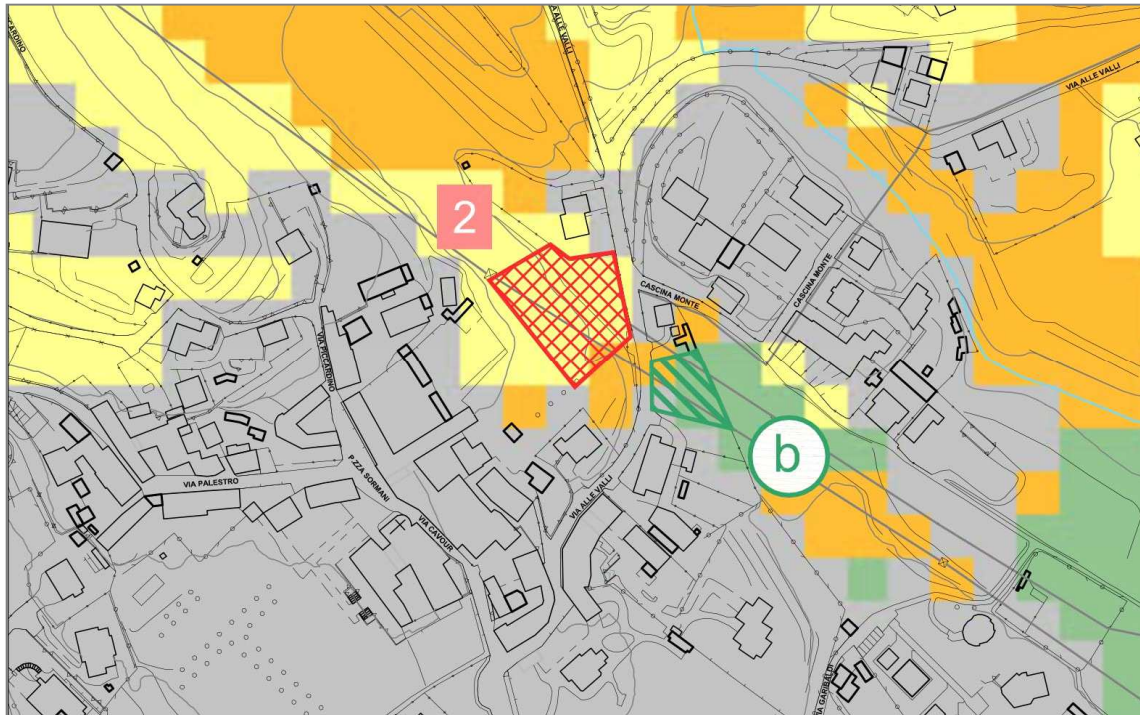 VIA ALLE VALLI
VIA ALLE VALLI
2
CASCINA MONTE
CASCINA MONTE
VIA PICCARDINO
b
P.ZZA SORMANI
VIA PALESTRO
VIA ALLE VALLI
VIA CAVOUR
VIA GARIBALDI